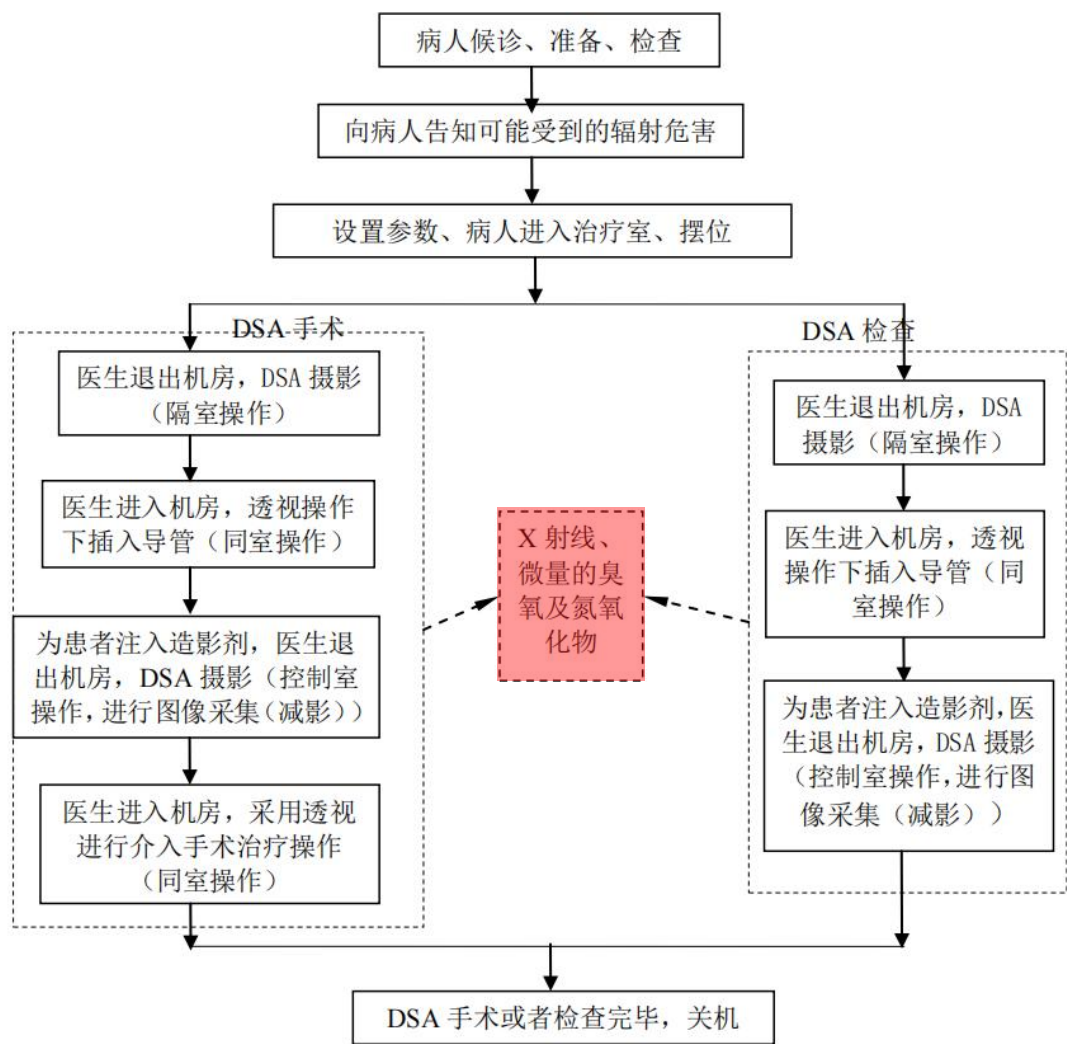 病人候诊、准备、检查
向病人告知可能受到的辐射危害
设置参数、病人进入治疗室、摆位
DSA 手术
医生退出机房，DSA 摄影
（隔室操作）
医生进入机房，透视操作
下插入导管（同室操作）
为患者注入造影剂，医生退
出机房，DSA 摄影（控制室
操作，进行图像采集（减影））
医生进入机房，采用透视
进行介入手术治疗操作
（同室操作）
X 射线、
微量的臭
氧及氮氧
化物
DSA 检查
医生退出机房，DSA
摄影（隔室操作）
医生进入机房，透视
操作下插入导管（同
室操作）
为患者注入造影剂，医
生退出机房，DSA 摄影
（控制室操作，进行图
像采集（减影））
DSA 手术或者检查完毕，关机